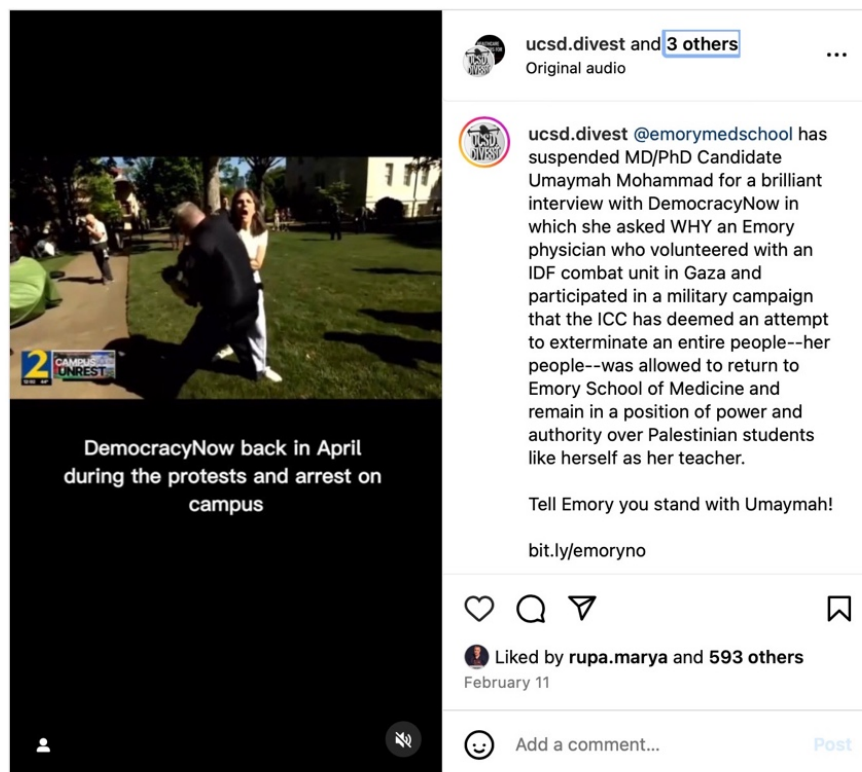 ucsd.divest and 3 others
Original audio
ucsd.divest @emorymedschool has
suspended MD/PhD Candidate
Umaymah Mohammad for a brilliant
interview with DemocracyNow in
which she asked WHY an Emory
physician who volunteered with an
IDF combat unit in Gaza and
participated in a military campaign
that the ICC has deemed an attempt
to exterminate an entire people--her
people--was allowed to return to
Emory School of Medicine and
remain in a position of power and
authority over Palestinian students
like herself as her teacher.
Tell Emory you stand with Umaymah!
bit.ly/emoryno
2
CAMPUS
UNREST
DemocracyNow back in April
during the protests and arrest on
campus
Liked by rupa.marya and 593 others
February 11
Add a comment...
Post